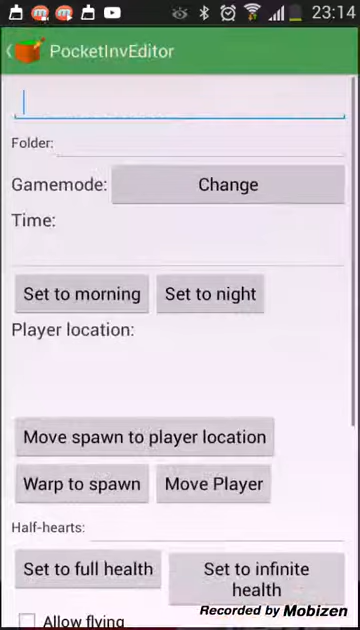 23:14
PocketInvEditor
Folder:
Gamemode: Change
Time:
Set to morning Set to night
Player location:
Move spawn to player location
Warp to spawn Move Player
Half-hearts:
Set to full health Set to infinite health
Allow flying
Recorded by Mobizen